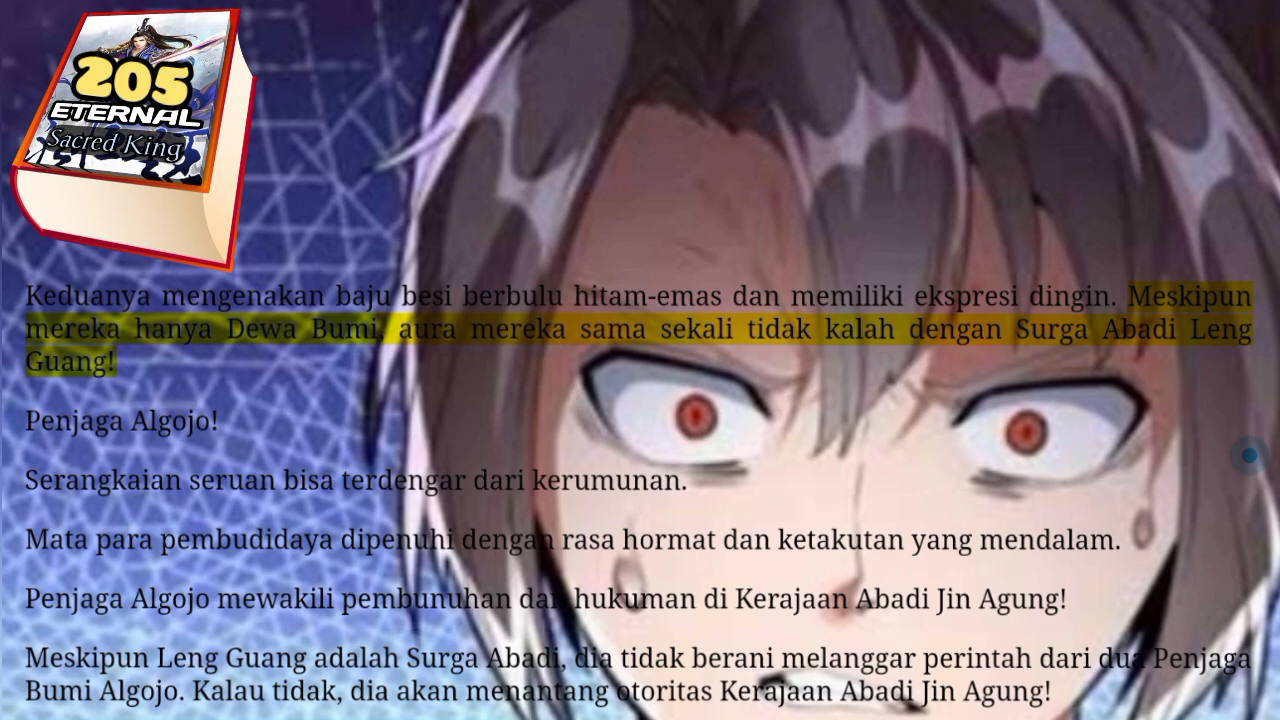 205
ETERNAL
Sacred King
Keduanya mengenakan baju besi berbulu hitam-emas dan memiliki ekspresi dingin. Meskipun
mereka hanya Dewa Bumi, aura mereka sama sekali tidak kalah dengan Surga Abadi Leng
Guang!
Penjaga Algojo!
Serangkaian seruan bisa terdengar dari kerumunan.
Mata para pembudidaya dipenuhi dengan rasa hormat dan ketakutan yang mendalam.
Penjaga Algojo mewakili pembunuhan dan hukuman di Kerajaan Abadi Jin Agung!
Meskipun Leng Guang adalah Surga Abadi, dia tidak berani melanggar perintah dari dua Penjaga
Bumi Algojo. Kalau tidak, dia akan menantang otoritas Kerajaan Abadi Jin Agung!